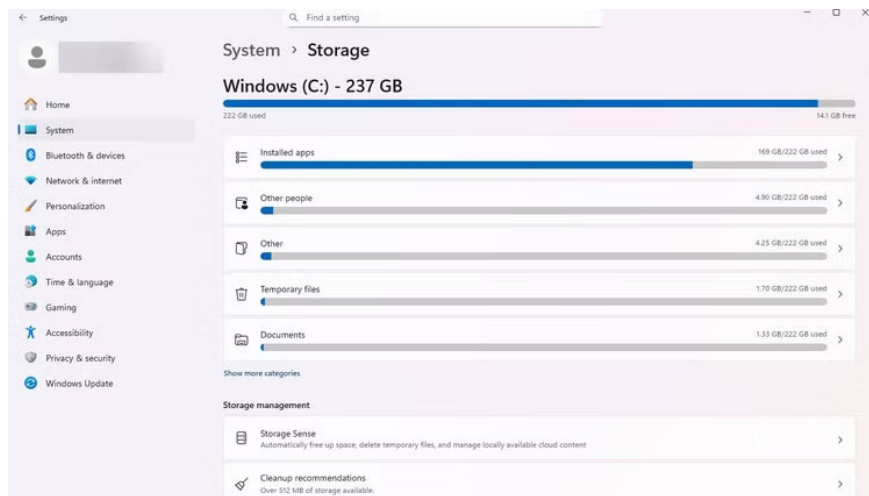 Settings
Find a setting
System > Storage
Windows (C:) - 237 GB
222 GB used
14.1 GB free
Home
System
Bluetooth & devices
Network & internet
Personalization
Apps
Accounts
Time & language
Gaming
Accessibility
Privacy & security
Windows Update
Installed apps
169 GB/222 GB used
Other people
4.90 GB/222 GB used
Other
4.25 GB/222 GB used
Temporary files
1.70 GB/222 GB used
Documents
1.33 GB/222 GB used
Show more categories
Storage management
Storage Sense
Automatically free up space, delete temporary files, and manage locally available cloud content
Cleanup recommendations
Over 512 MB of storage available.